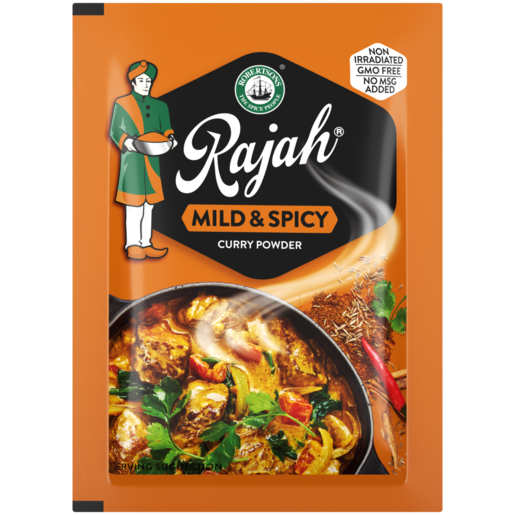 NON
IRRADIATED
GMO FREE
NO MSG
ADDED
ROBERTSONS
THE SPICE PEOPLE
®
Rajah®
MILD & SPICY
CURRY POWDER
SERVING SUGGESTION